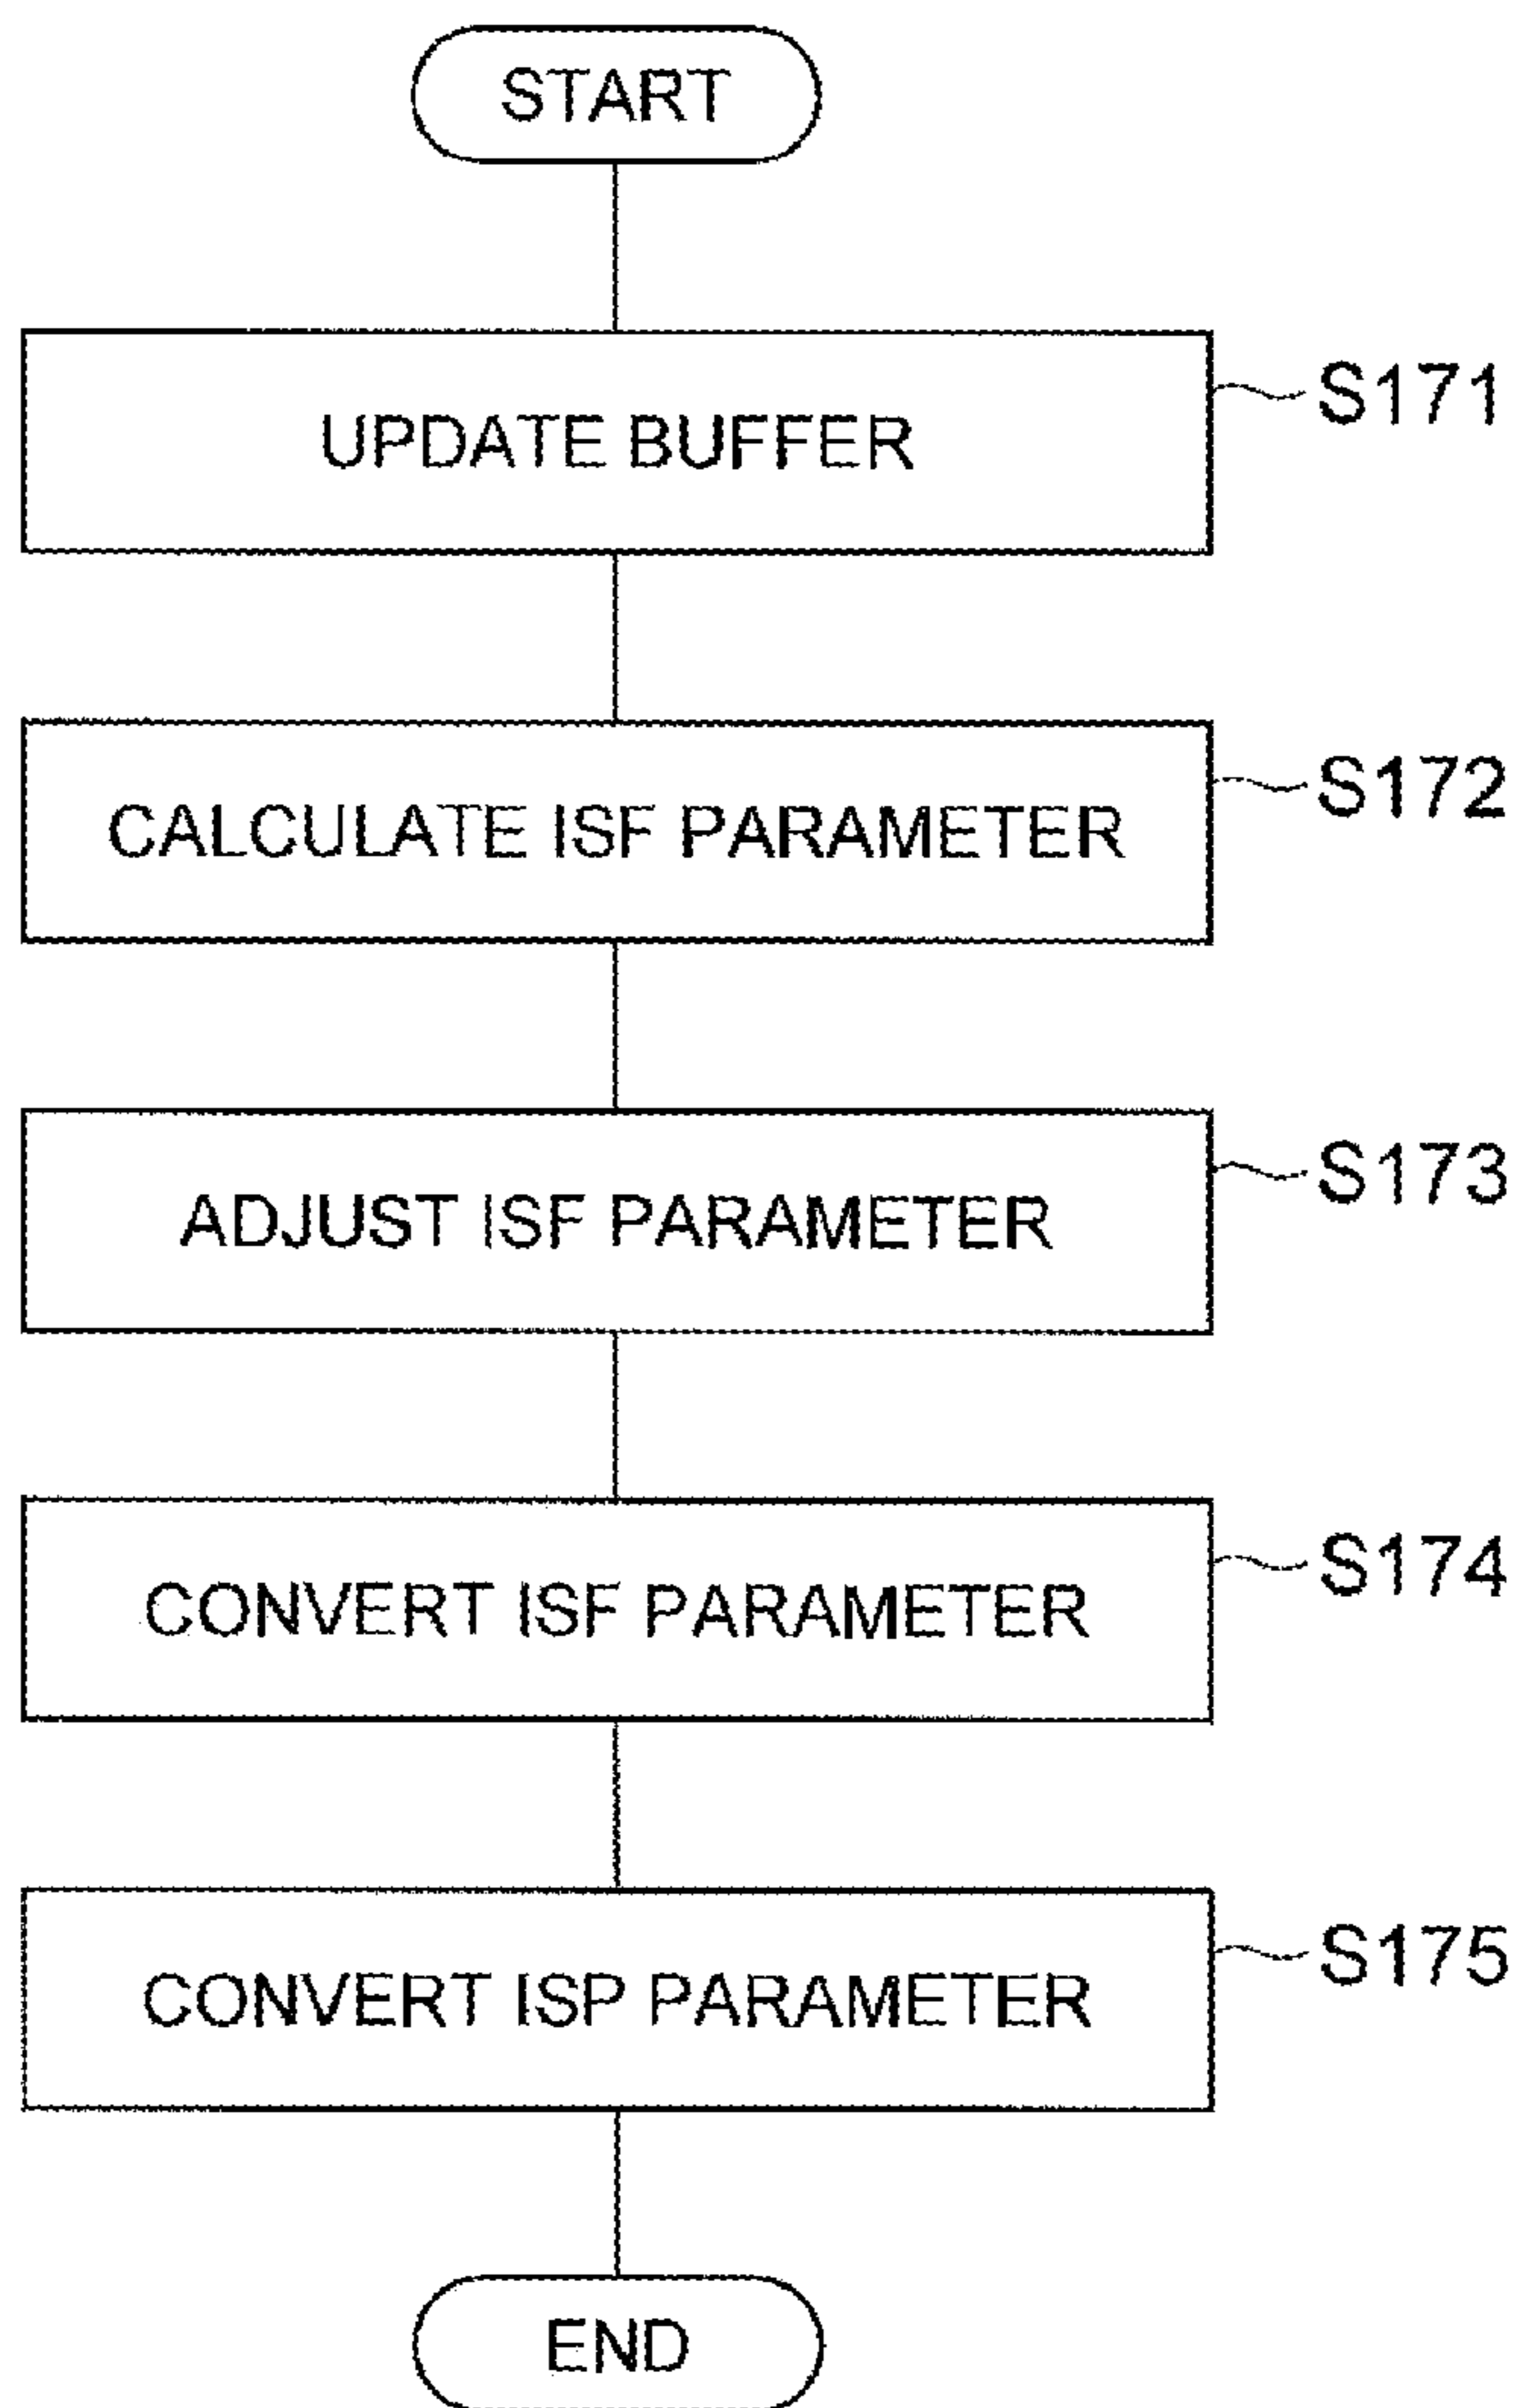 START
UPDATE BUFFER
S171
CALCULATE ISF PARAMETER
S172
ADJUST ISF PARAMETER
S173
CONVERT ISF PARAMETER
S174
CONVERT ISP PARAMETER
S175
END